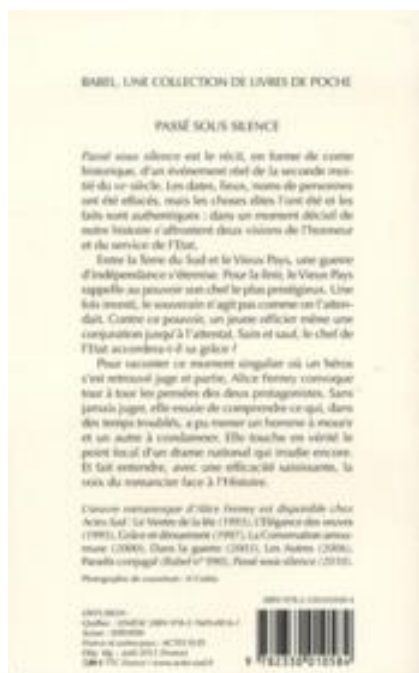 BABEL, UNE COLLECTION DE LIVRES DE POCHE
PASSÉ SOUS SILENCE
Passé sous silence est le récit, en forme de conte
historique, d'un événement réel de la seconde moi-
tié du XXe siècle. Les dates, lieux, noms de personnes
ont été effacés, mais les choses dites l'ont été et les
faits sont authentiques : dans un moment décisif de
notre histoire s'affrontent deux visions de l'honneur
et du service de l'Etat.
Entre la Terre du Sud et le Vieux Pays, une guerre
d'indépendance s'éternise. Pour la finir, le Vieux Pays
rappelle au pouvoir son chef le plus prestigieux. Une
fois investi, le souverain n'agit pas comme on l'atten-
dait. Contre ce pouvoir, un jeune officier mène une
conjuration jusqu'à l'attentat. Sain et sauf, le chef de
l'Etat accordera-t-il sa grâce ?
Pour raconter ce moment singulier où un héros
s'est retrouvé juge et partie, Alice Ferney convoque
tour à tour les pensées des deux protagonistes. Sans
jamais juger, elle essaie de comprendre ce qui, dans
des temps troublés, a pu mener un homme à mourir
et un autre à condamner. Elle touche en vérité le
point focal d'un drame national qui irradie encore.
Et fait entendre, avec une efficacité saisissante, la
voix du romancier face à l'Histoire.
L'œuvre romanesque d'Alice Ferney est disponible chez
Actes Sud : Le Ventre de la fée (1993), L'Élégance des veuves
(1995), Grâce et dénuement (1997), La Conversation amou-
reuse (2000), Dans la guerre (2003), Les Autres (2006),
Paradis conjugal (Babel n° 990), Passé sous silence (2010).
Photographie de couverture :
9 782330 010584